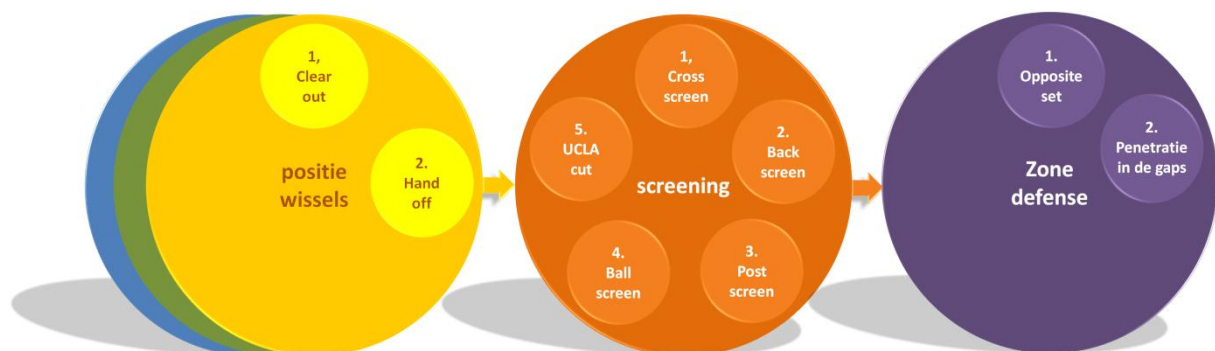 1,
Clear
out
2.
Hand
off
positie
wissels
1,
Cross
screen
2.
Back
screen
3.
Post
screen
4.
Ball
screen
5.
UCLA
cut
screening
1.
Opposite
set
2.
Penetratie
in de gaps
Zone
defense